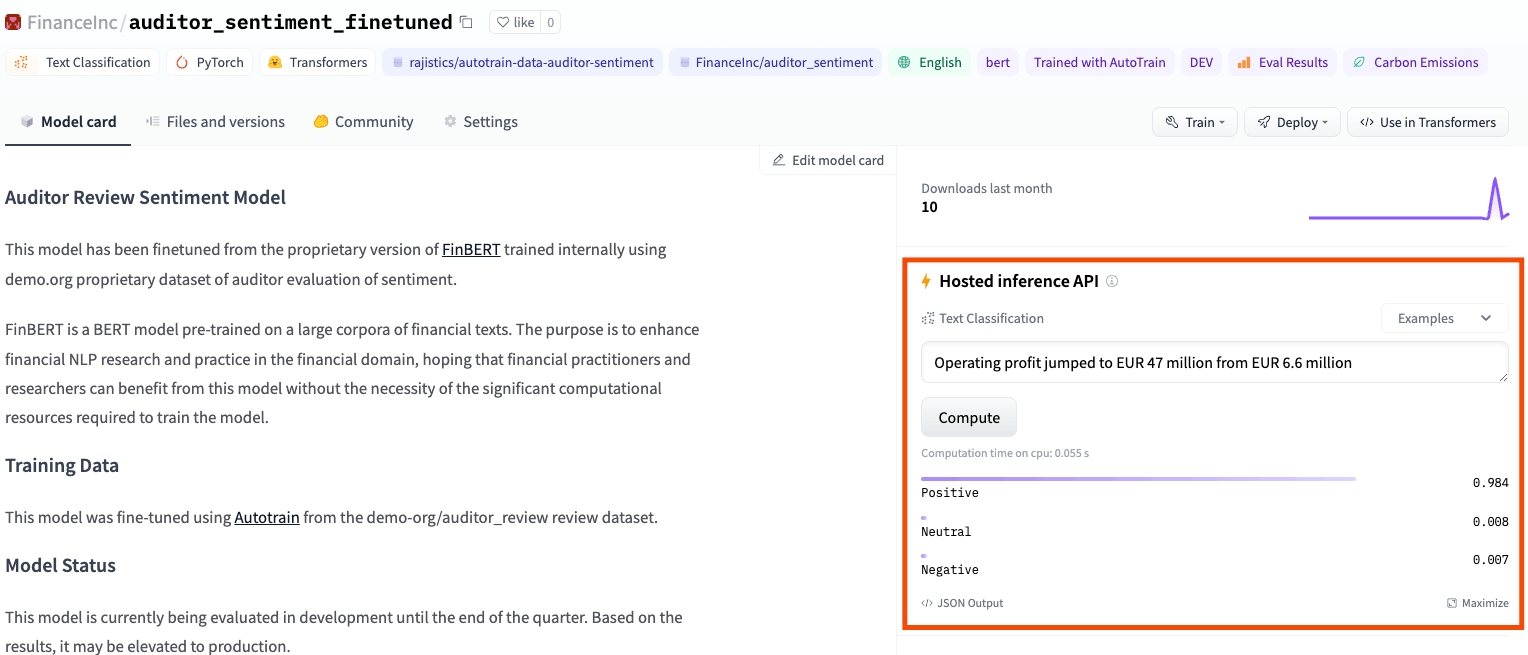 FinanceInc/auditor_sentiment_finetuned like 0
Text Classification PyTorch Transformers rajistics/autotrain-data-auditor-sentiment FinanceInc/auditor_sentiment English bert Trained with AutoTrain DEV Eval Results Carbon Emissions
Model card Files and versions Community Settings Train Deploy </> Use in Transformers
Edit model card
Auditor Review Sentiment Model
This model has been finetuned from the proprietary version of FinBERT trained internally using
demo.org proprietary dataset of auditor evaluation of sentiment.
FinBERT is a BERT model pre-trained on a large corpora of financial texts. The purpose is to enhance
financial NLP research and practice in the financial domain, hoping that financial practitioners and
researchers can benefit from this model without the necessity of the significant computational
resources required to train the model.
Training Data
This model was fine-tuned using Autotrain from the demo-org/auditor_review review dataset.
Model Status
This model is currently being evaluated in development until the end of the quarter. Based on the
results, it may be elevated to production.
Downloads last month
10
Hosted inference API
Text Classification Examples
Operating profit jumped to EUR 47 million from EUR 6.6 million
Compute
Computation time on cpu: 0.055 s
Positive 0.984
Neutral 0.008
Negative 0.007
</> JSON Output Maximize